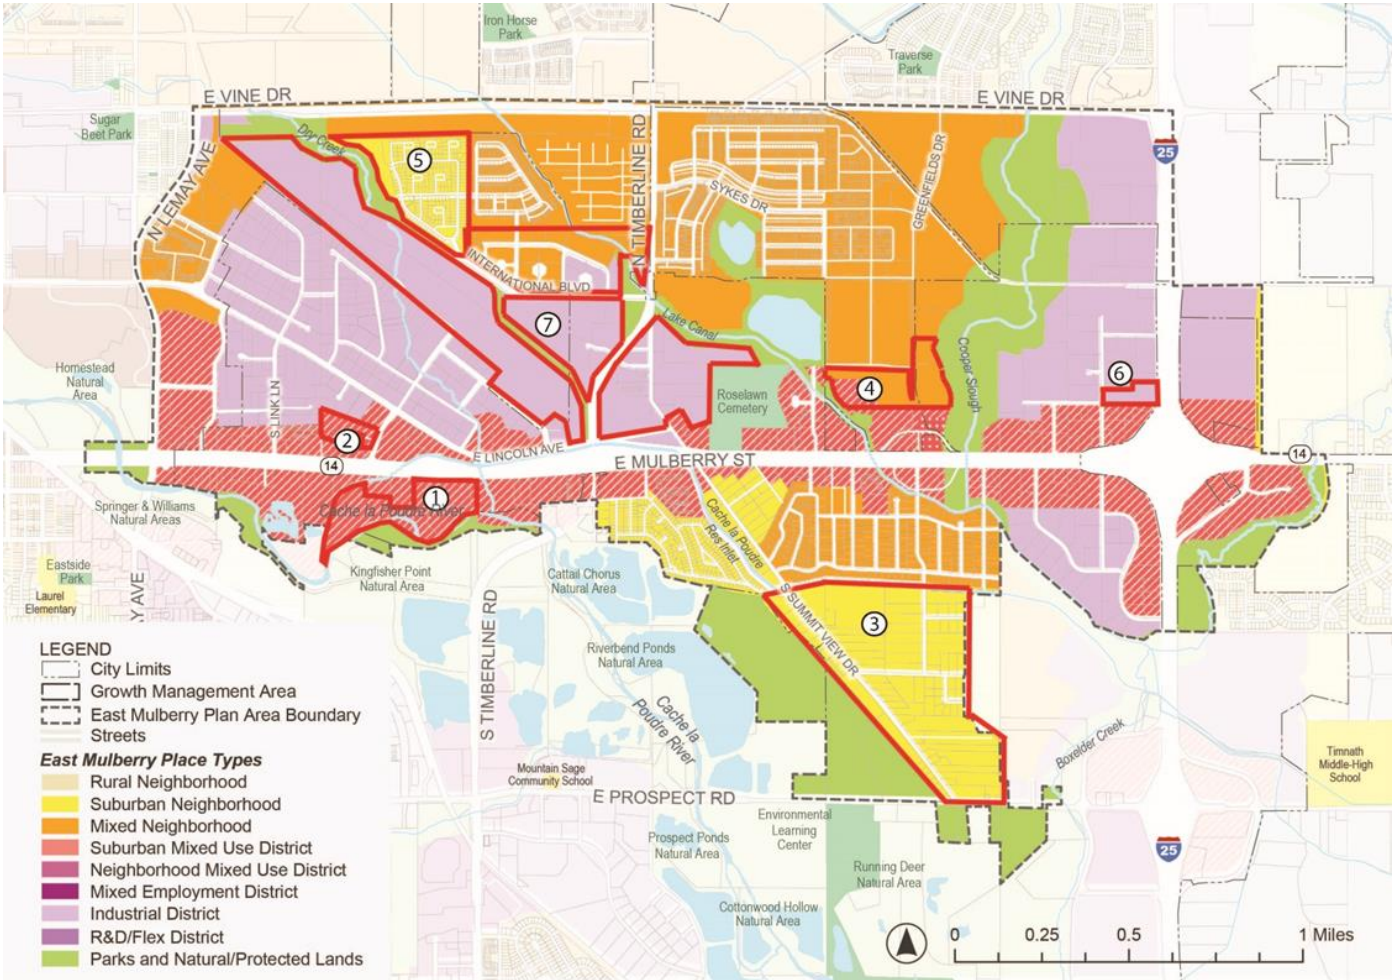 Iron Horse
Park
Traverse
Park
E VINE DR
E VINE DR
Sugar
Beet Park
Dry Creek
25
N LEMAY AVE
5
N TIMBERLINE RD
SYKES DR
GREENFIELDS DR
INTERNATIONAL BLVD
7
Lake Canal
Cooper Slough
Homestead
Natural
Area
4
6
Roselawn
Cemetery
S LINK LN
2
E LINCOLN AVE
14
E MULBERRY ST
14
1
Springer & Williams
Natural Areas
Cache la Poudre River
Cache la Poudre
Res Inlet
Eastside
Park
Laurel
Elementary
Kingfisher Point
Natural Area
Cattail Chorus
Natural Area
Y AVE
S TIMBERLINE RD
S SUMMIT VIEW DR
3
Riverbend Ponds
Natural Area
Cache la
Poudre River
Boxelder Creek
Mountain Sage
Community School
Timnath
Middle-High
School
E PROSPECT RD
Environmental
Learning
Center
Prospect Ponds
Natural Area
25
Running Deer
Natural Area
Cottonwood Hollow
Natural Area
LEGEND
City Limits
Growth Management Area
East Mulberry Plan Area Boundary
Streets
East Mulberry Place Types
Rural Neighborhood
Suburban Neighborhood
Mixed Neighborhood
Suburban Mixed Use District
Neighborhood Mixed Use District
Mixed Employment District
Industrial District
R&D/Flex District
Parks and Natural/Protected Lands
0 0.25 0.5 1 Miles